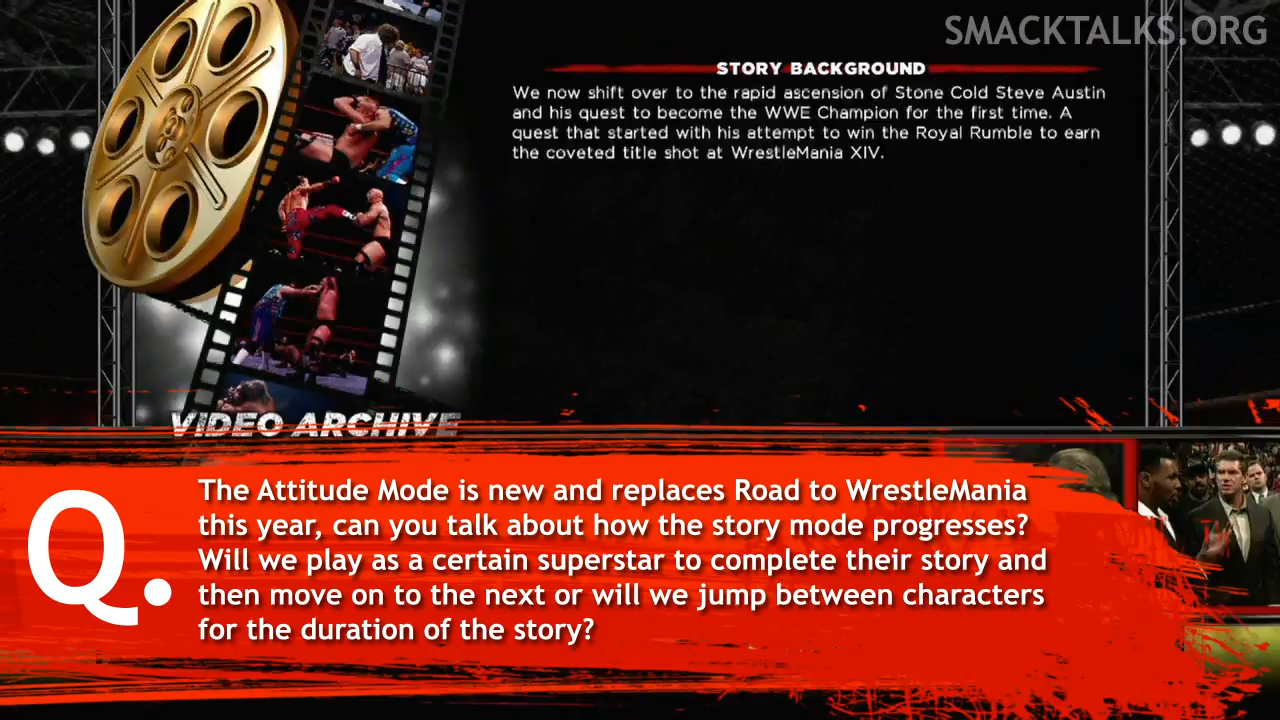 SMACKTALKS.ORG
STORY BACKGROUND
We now shift over to the rapid ascension of Stone Cold Steve Austin
and his quest to become the WWE Champion for the first time. A
quest that started with his attempt to win the Royal Rumble to earn
the coveted title shot at WrestleMania XIV.
VIDEO ARCHIVE
Q.
The Attitude Mode is new and replaces Road to WrestleMania
this year, can you talk about how the story mode progresses?
Will we play as a certain superstar to complete their story and
then move on to the next or will we jump between characters
for the duration of the story?